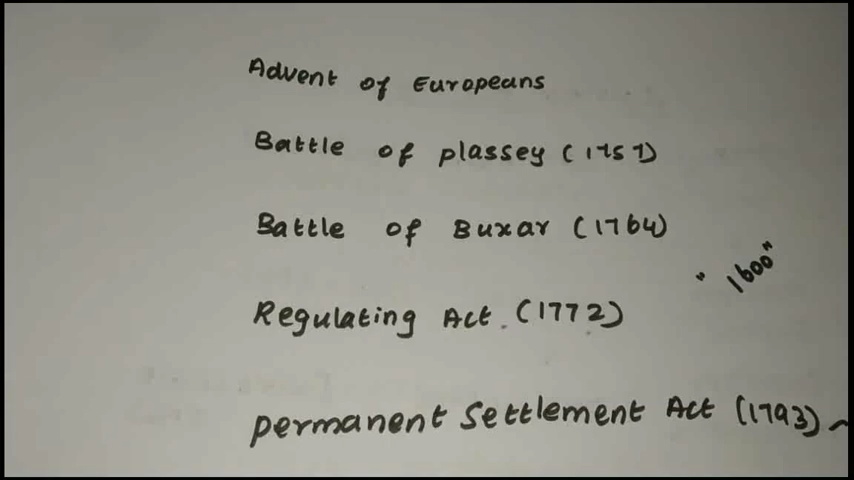 Advent of Europeans
Battle of plassey (1757)
Battle of Buxar (1764)
"1600"
Regulating Act. (1772)
permanent Settlement Act (1793) ~